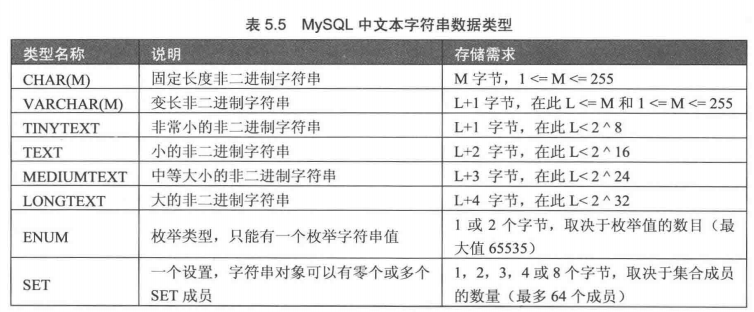 表 5.5 MySQL 中文本字符串数据类型
类型名称 说明 存储需求
CHAR(M) 固定长度非二进制字符串 M 字节，1 <= M <= 255
VARCHAR(M) 变长非二进制字符串 L+1 字节，在此 L <= M 和 1 <= M <= 255
TINYTEXT 非常小的非二进制字符串 L+1 字节，在此 L< 2 ^ 8
TEXT 小的非二进制字符串 L+2 字节，在此 L< 2 ^ 16
MEDIUMTEXT 中等大小的非二进制字符串 L+3 字节，在此 L< 2 ^ 24
LONGTEXT 大的非二进制字符串 L+4 字节，在此 L< 2 ^ 32
ENUM 枚举类型，只能有一个枚举字符串值 1 或 2 个字节，取决于枚举值的数目（最
大值 65535）
SET 一个设置，字符串对象可以有零个或多个 1，2，3，4 或 8 个字节，取决于集合成员
SET 成员 的数量（最多 64 个成员）